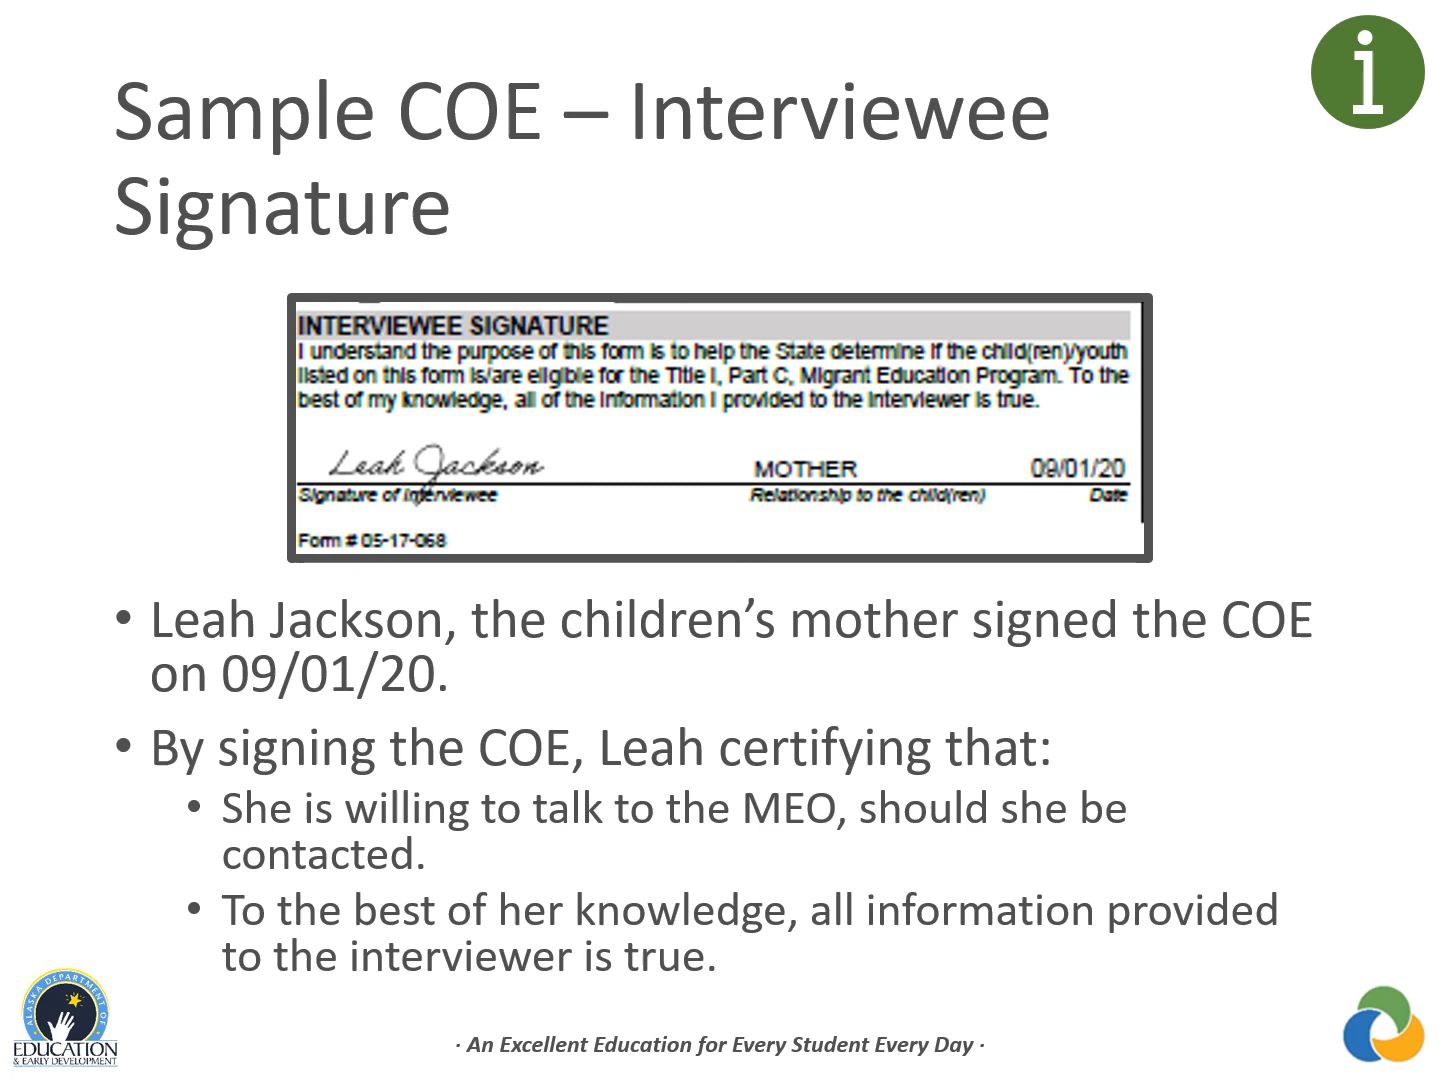 Sample COE – Interviewee
Signature
INTERVIEWEE SIGNATURE
I understand the purpose of this form is to help the State determine if the child(ren)/youth
listed on this form is/are eligible for the Title I, Part C, Migrant Education Program. To the
best of my knowledge, all of the information I provided to the interviewer is true.
Leah Jackson MOTHER 09/01/20
Signature of interviewee Relationship to the child(ren) Date
Form # 05-17-068
• Leah Jackson, the children’s mother signed the COE
on 09/01/20.
• By signing the COE, Leah certifying that:
• She is willing to talk to the MEO, should she be
contacted.
• To the best of her knowledge, all information provided
to the interviewer is true.
ALASKA DEPARTMENT OF
EDUCATION
& EARLY DEVELOPMENT
· An Excellent Education for Every Student Every Day ·